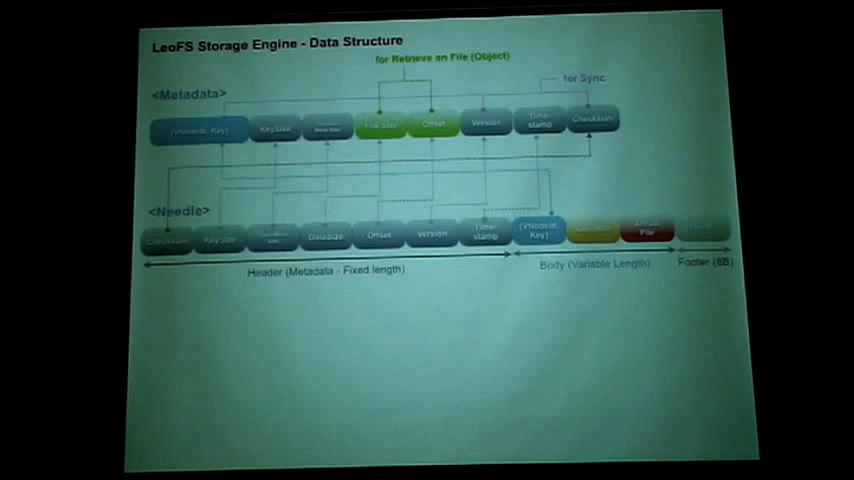 LeoFS Storage Engine - Data Structure
for Retrieve an File (Object)
for Sync
<Metadata>
(VNodeId, Key)
KeySize
File Size
Offset
Version
Time-
stamp
Checksum
<Needle>
Checksum
KeySize
DataSize
Offset
Version
Time-
stamp
(VNodeId,
Key)
Actual
File
Header (Metadata - Fixed length)
Body (Variable Length)
Footer (8B)